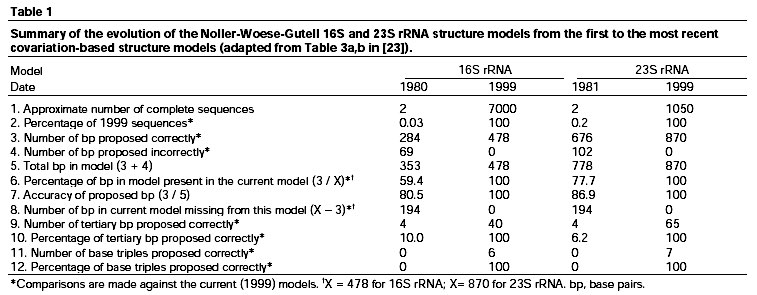 Table 1
Summary of the evolution of the Noller-Woese-Gutell 16S and 23S rRNA structure models from the first to the most recent
covariation-based structure models (adapted from Table 3a,b in [23]).
Model 16S rRNA 23S rRNA
Date 1980 1999 1981 1999
1. Approximate number of complete sequences 2 7000 2 1050
2. Percentage of 1999 sequences* 0.03 100 0.2 100
3. Number of bp proposed correctly* 284 478 676 870
4. Number of bp proposed incorrectly* 69 0 102 0
5. Total bp in model (3 + 4) 353 478 778 870
6. Percentage of bp in model present in the current model (3 / X)*† 59.4 100 77.7 100
7. Accuracy of proposed bp (3 / 5) 80.5 100 86.9 100
8. Number of bp in current model missing from this model (X − 3)*† 194 0 194 0
9. Number of tertiary bp proposed correctly* 4 40 4 65
10. Percentage of tertiary bp proposed correctly* 10.0 100 6.2 100
11. Number of base triples proposed correctly* 0 6 0 7
12. Percentage of base triples proposed correctly* 0 100 0 100
*Comparisons are made against the current (1999) models. †X = 478 for 16S rRNA; X= 870 for 23S rRNA. bp, base pairs.